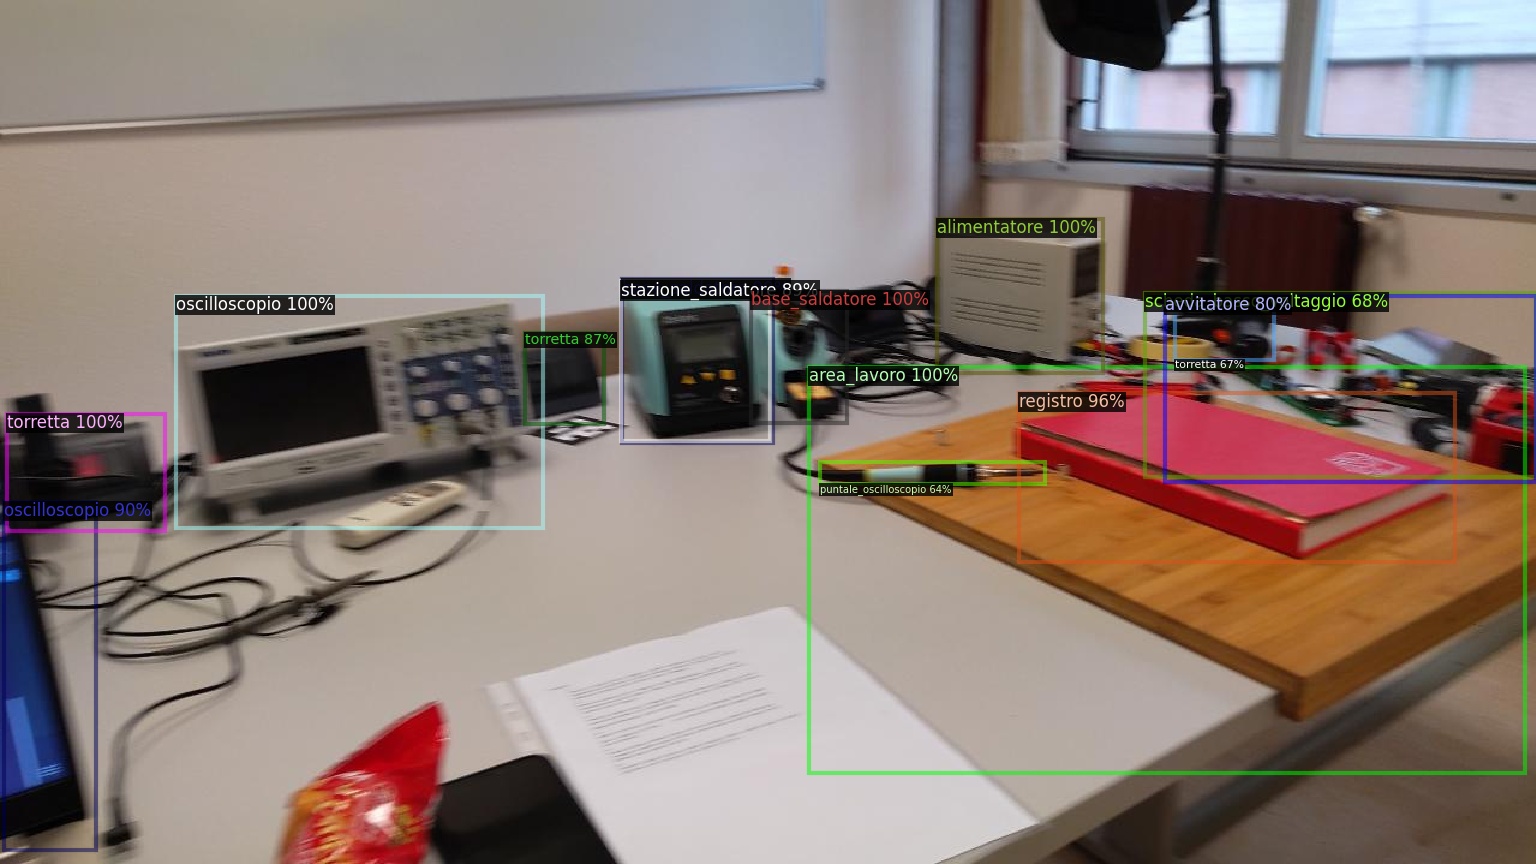 alimentatore 100%
stazione_saldatore 89%
base_saldatore 100%
oscilloscopio 100%
avvitatore 80%
taggio 68%
torretta 87%
torretta 67%
area_lavoro 100%
registro 96%
torretta 100%
puntale_oscilloscopio 64%
oscilloscopio 90%